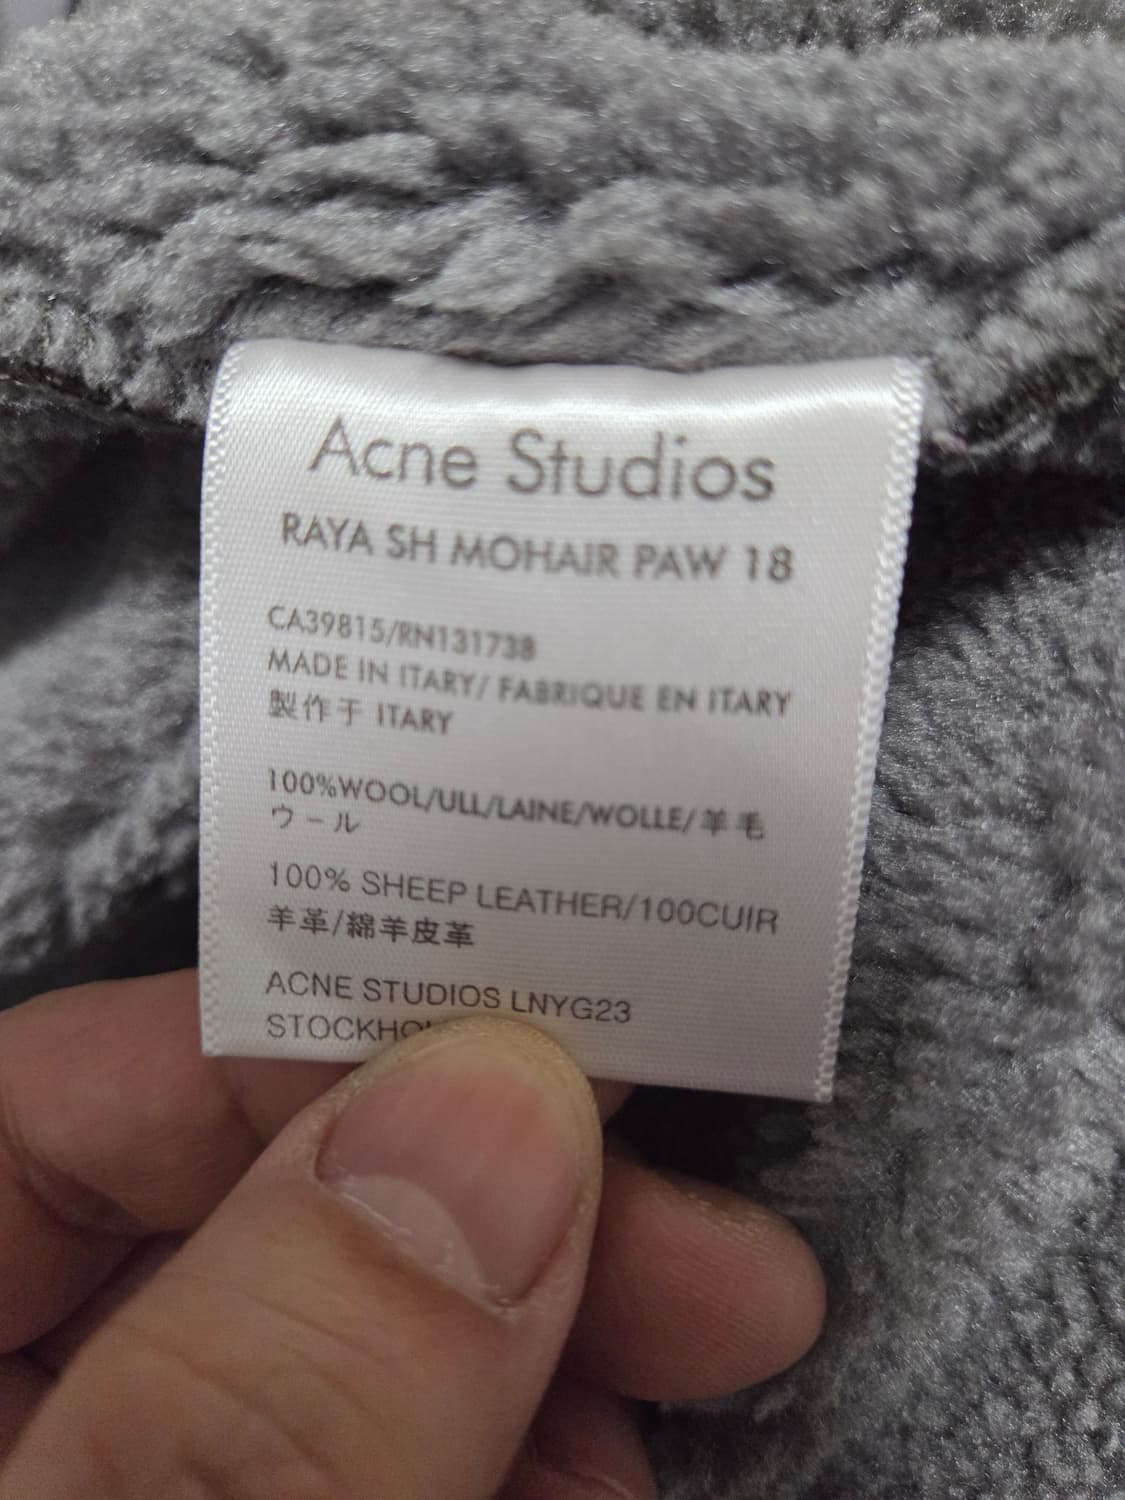 Acne Studios
RAYA SH MOHAIR PAW 18
CA39815/RN131738
MADE IN ITARY/ FABRIQUE EN ITARY
製作于 ITARY
100%WOOL/ULL/LAINE/WOLLE/羊毛
ウール
100% SHEEP LEATHER/100CUIR
羊革/綿羊皮革
ACNE STUDIOS LNYG23